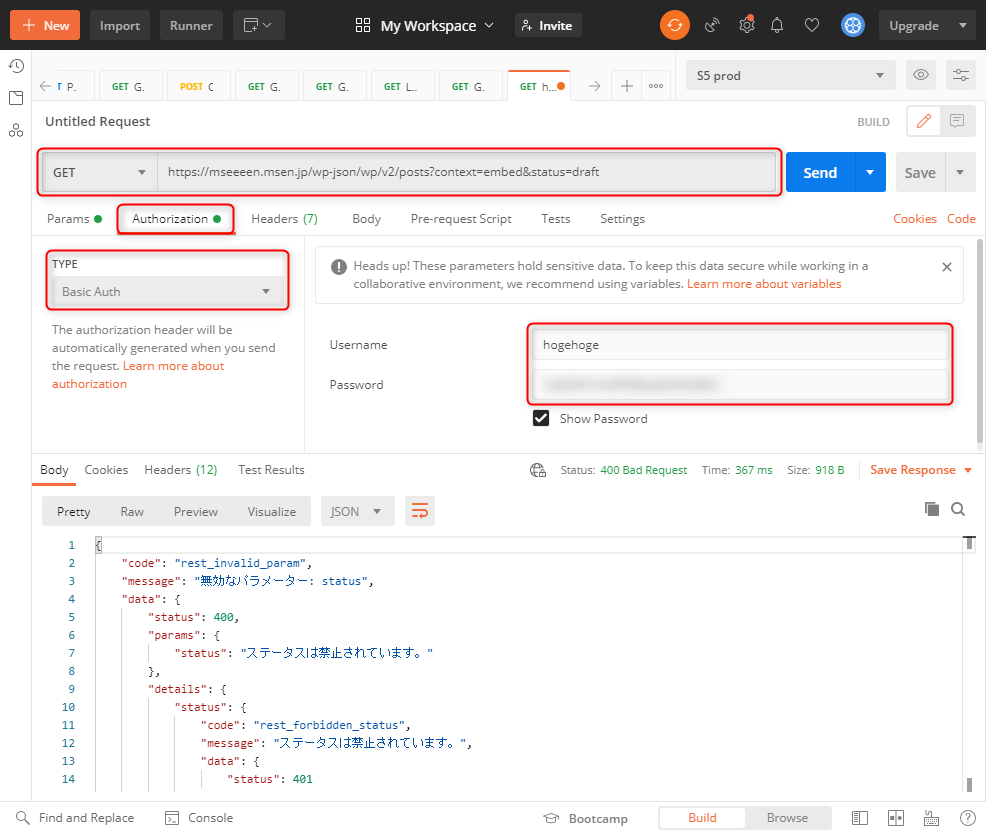 New
Import
Runner
My Workspace
Invite
Upgrade
T P.
GET G.
POST C
GET G.
GET G.
GET L..
GET G.
GET h...
S5 prod
Untitled Request
BUILD
GET
https://mseeeen.msen.jp/wp-json/wp/v2/posts?context=embed&status=draft
Send
Save
Params
Authorization
Headers (7)
Body
Pre-request Script
Tests
Settings
Cookies
Code
TYPE
Basic Auth
The authorization header will be
automatically generated when you send
the request. Learn more about
authorization
Heads up! These parameters hold sensitive data. To keep this data secure while working in a
collaborative environment, we recommend using variables. Learn more about variables
Username
hogehoge
Password
Show Password
Body
Cookies
Headers (12)
Test Results
Status: 400 Bad Request
Time: 367 ms
Size: 918 B
Save Response
Pretty
Raw
Preview
Visualize
JSON
1 {
2 "code": "rest_invalid_param",
3 "message": "無効なパラメーター: status",
4 "data": {
5 "status": 400,
6 "params": {
7 "status": "ステータスは禁止されています。"
8 },
9 "details": {
10 "status": {
11 "code": "rest_forbidden_status",
12 "message": "ステータスは禁止されています。",
13 "data": {
14 "status": 401
Find and Replace
Console
Bootcamp
Build
Browse